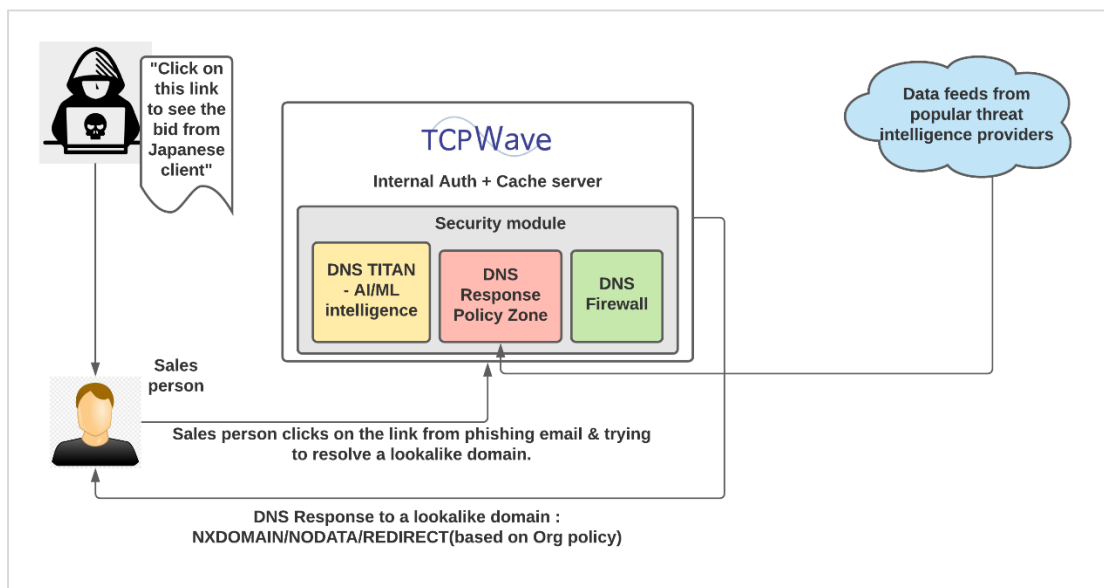 "Click on
this link
to see the
bid from
Japanese
client"
Data feeds from
popular threat
intelligence providers
TCPWave
Internal Auth + Cache server
Security module
DNS TITAN
- AI/ML
intelligence
DNS
Response
Policy Zone
DNS
Firewall
Sales
person
Sales person clicks on the link from phishing email & trying
to resolve a lookalike domain.
DNS Response to a lookalike domain :
NXDOMAIN/NODATA/REDIRECT(based on Org policy)